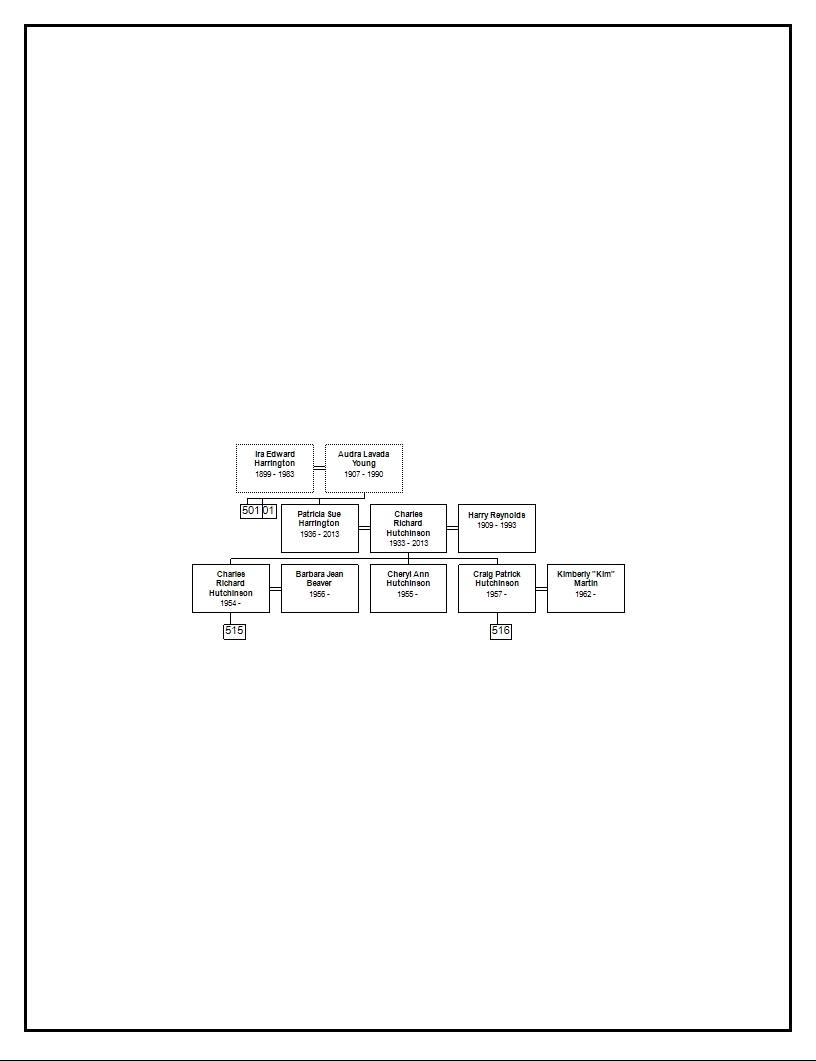 Ira Edward
Harrington
1899 - 1983
Audra Lavada
Young
1907 - 1990
501
01
Patricia Sue
Harrington
1936 - 2013
Charles
Richard
Hutchinson
1933 - 2013
Harry Reynolds
1909 - 1993
Charles
Richard
Hutchinson
1954 -
Barbara Jean
Beaver
1956 -
Cheryl Ann
Hutchinson
1955 -
Craig Patrick
Hutchinson
1957 -
Kimberly "Kim"
Martin
1962 -
515
516